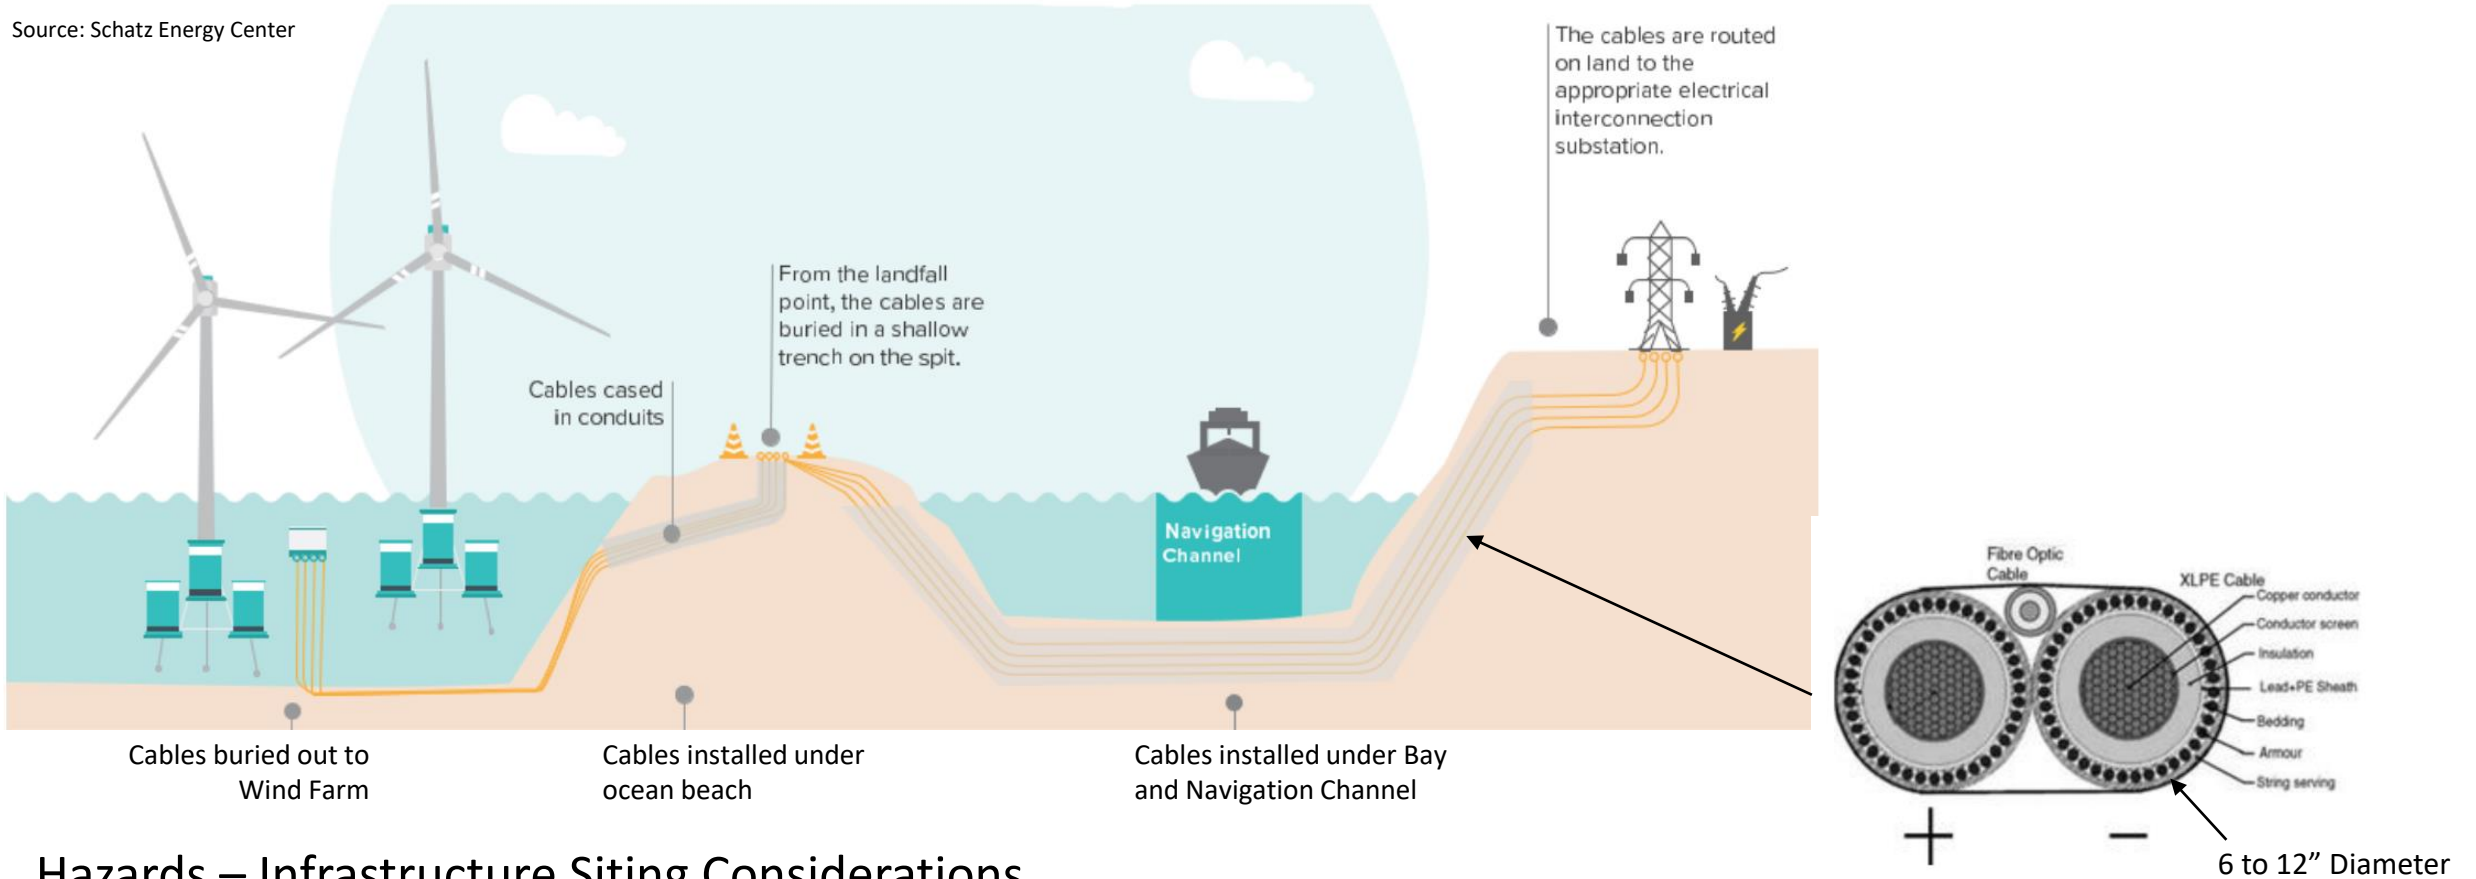 Source: Schatz Energy Center
The cables are routed
on land to the
appropriate electrical
interconnection
substation.
From the landfall
point, the cables are
buried in a shallow
trench on the spit.
Cables cased
in conduits
Navigation
Channel
Fibre Optic
Cable
XLPE Cable
Copper conductor
Conductor screen
Insulation
Lead+PE Sheath
Bedding
Armour
String serving
+
−
6 to 12” Diameter
Cables buried out to
Wind Farm
Cables installed under
ocean beach
Cables installed under Bay
and Navigation Channel
Hazards – Infrastructure Siting Considerations